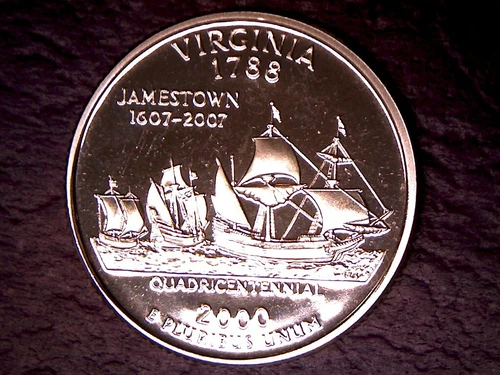 VIRGINIA
1788
JAMESTOWN
1607-2007
QUADRICENTENNIAL
2000
E PLURIBUS UNUM